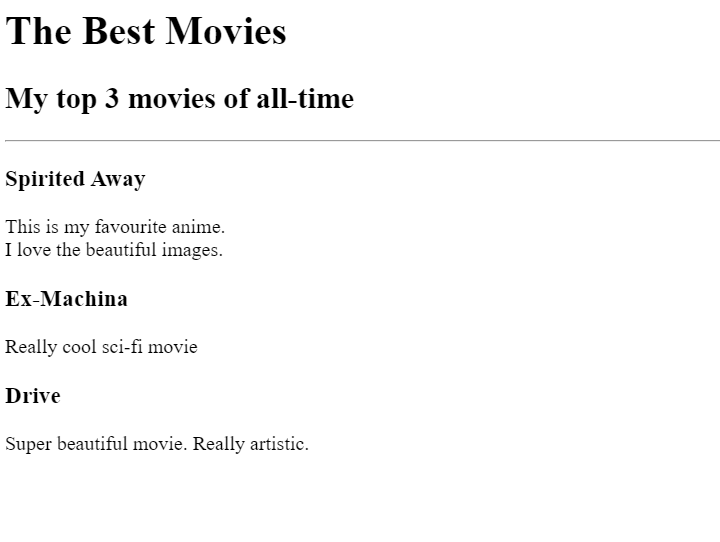 The Best Movies
My top 3 movies of all-time
Spirited Away
This is my favourite anime.
I love the beautiful images.
Ex-Machina
Really cool sci-fi movie
Drive
Super beautiful movie. Really artistic.